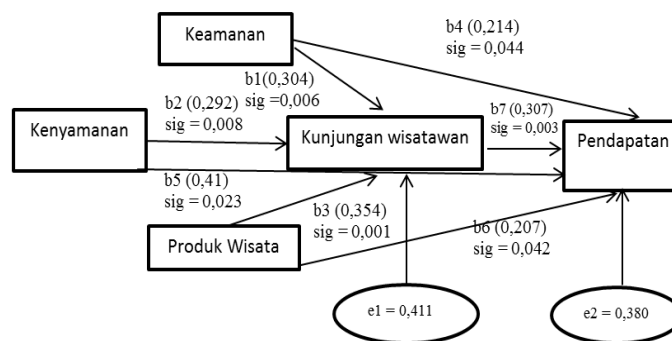 Keamanan
b4 (0,214)
sig = 0,044
b1(0,304)
sig =0,006
b2 (0,292)
sig = 0,008
b7 (0,307)
sig = 0,003
Kenyamanan
Kunjungan wisatawan
Pendapatan
b5 (0,41)
sig = 0,023
b3 (0,354)
sig = 0,001
b6 (0,207)
sig = 0,042
Produk Wisata
e1 = 0,411
e2 = 0,380